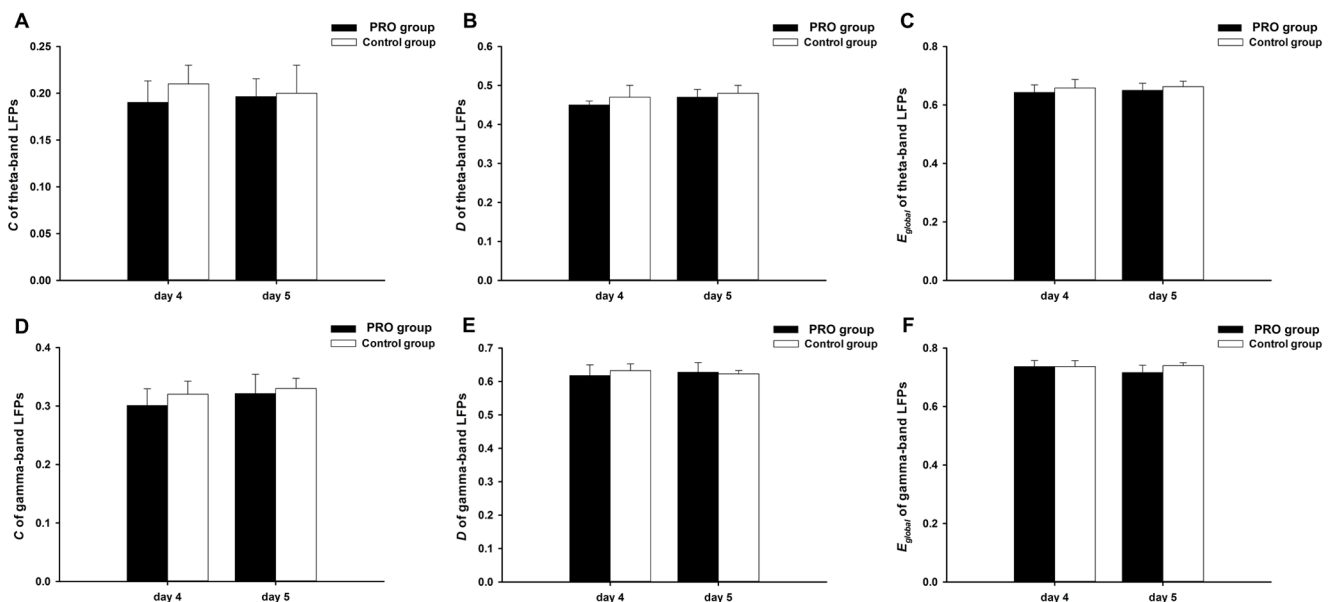 A
PRO group
Control group
0.25
0.20
0.15
0.10
0.05
0.00
C of theta-band LFPs
day 4
day 5
B
PRO group
Control group
0.6
0.5
0.4
0.3
0.2
0.1
0.0
D of theta-band LFPs
day 4
day 5
C
PRO group
Control group
0.8
0.6
0.4
0.2
0.0
Eglobal of theta-band LFPs
day 4
day 5
D
PRO group
Control group
0.4
0.3
0.2
0.1
0.0
C of gamma-band LFPs
day 4
day 5
E
PRO group
Control group
0.7
0.6
0.5
0.4
0.3
0.2
0.1
0.0
D of gamma-band LFPs
day 4
day 5
F
PRO group
Control group
0.8
0.6
0.4
0.2
0.0
Eglobal of gamma-band LFPs
day 4
day 5